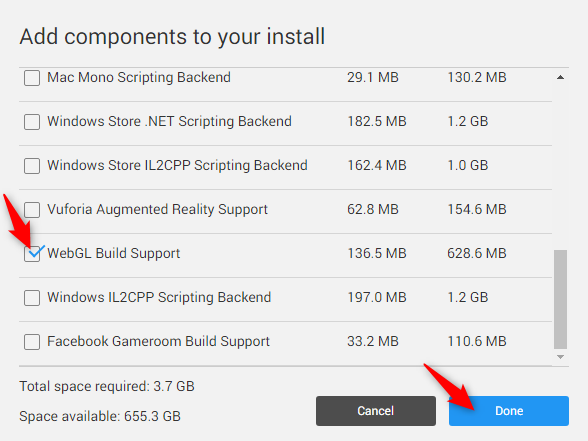 Add components to your install
Mac Mono Scripting Backend 29.1 MB 130.2 MB
Windows Store .NET Scripting Backend 182.5 MB 1.2 GB
Windows Store IL2CPP Scripting Backend 162.4 MB 1.0 GB
Vuforia Augmented Reality Support 62.8 MB 154.6 MB
WebGL Build Support 136.5 MB 628.6 MB
Windows IL2CPP Scripting Backend 197.0 MB 1.2 GB
Facebook Gameroom Build Support 33.2 MB 110.6 MB
Total space required: 3.7 GB
Space available: 655.3 GB
Cancel Done